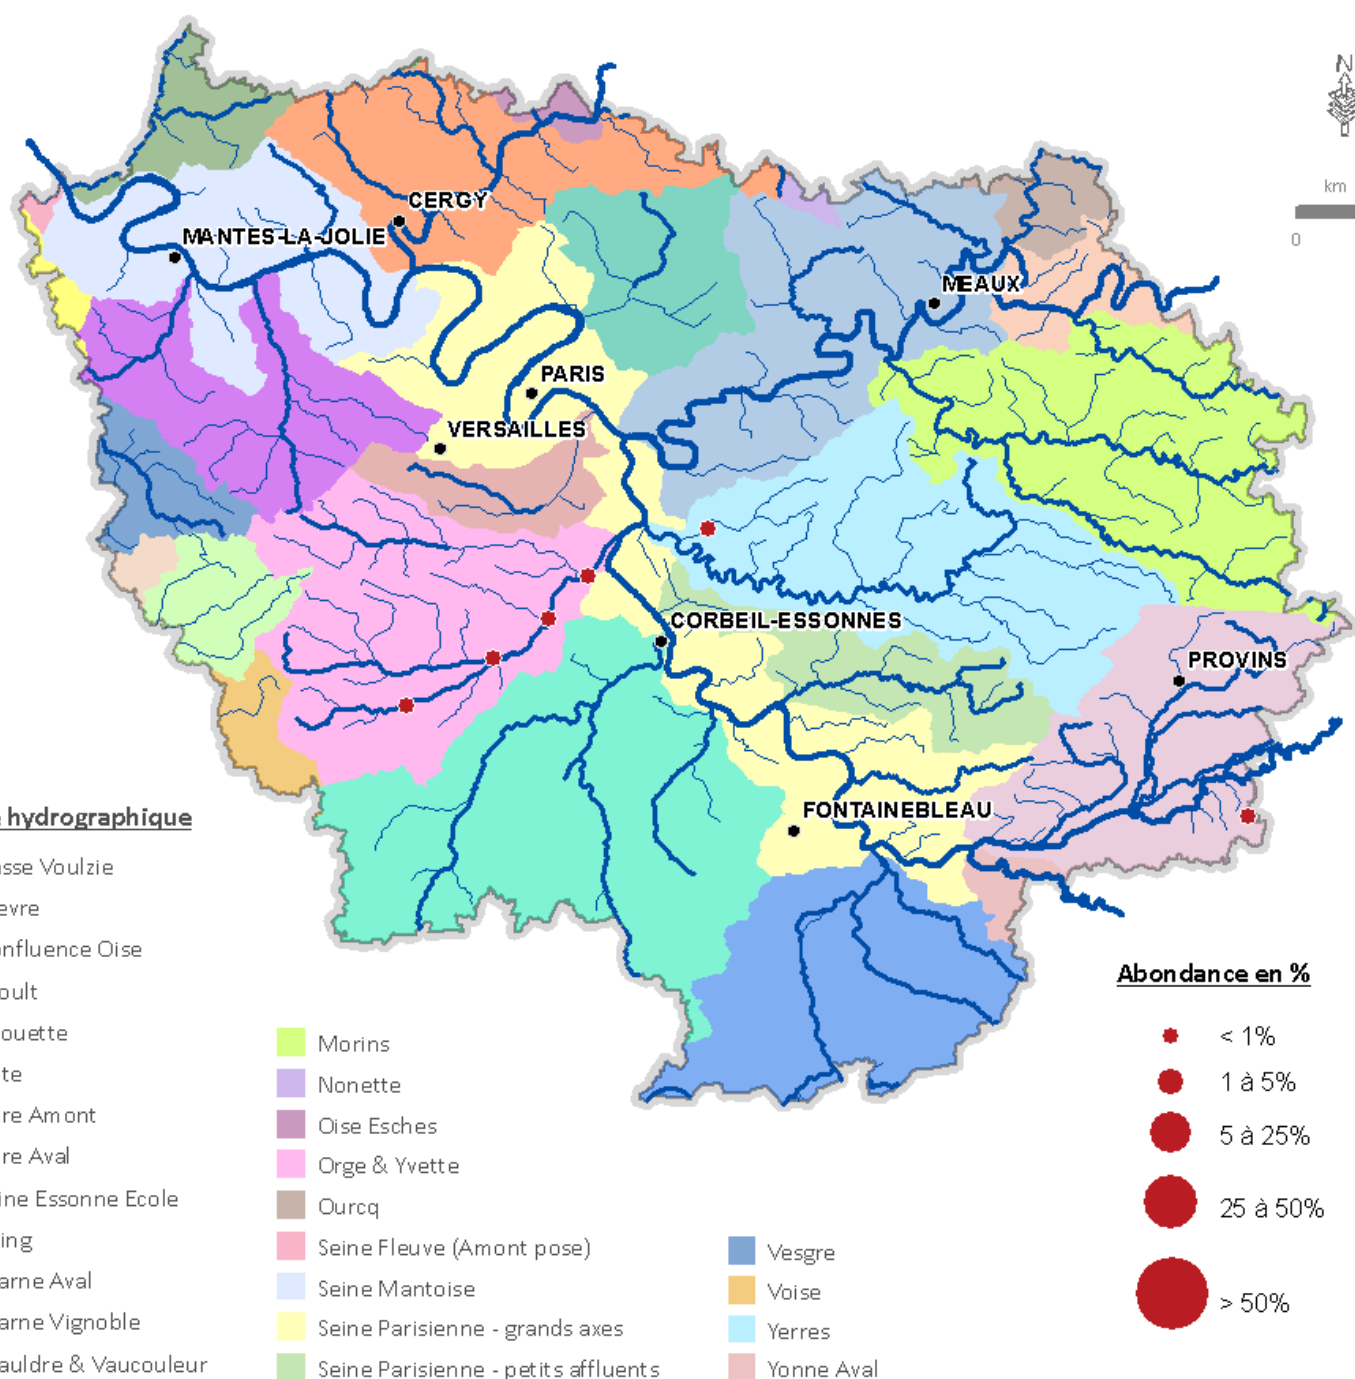 N
km
0
CERGY
MANTES-LA-JOLIE
MEAUX
PARIS
VERSAILLES
CORBEIL-ESSONNES
PROVINS
FONTAINEBLEAU
hydrographique
sse Voulzie
evre
nfluence Oise
oult
ouette
te
re Amont
re Aval
ine Essonne Ecole
ing
arne Aval
arne Vignoble
auldre & Vaucouleur
Morins
Nonette
Oise Esches
Orge & Yvette
Ourcq
Seine Fleuve (Amont pose)
Seine Mantoise
Seine Parisienne - grands axes
Seine Parisienne - petits affluents
Vesgre
Voise
Yerres
Yonne Aval
Abondance en %
< 1%
1 à 5%
5 à 25%
25 à 50%
> 50%